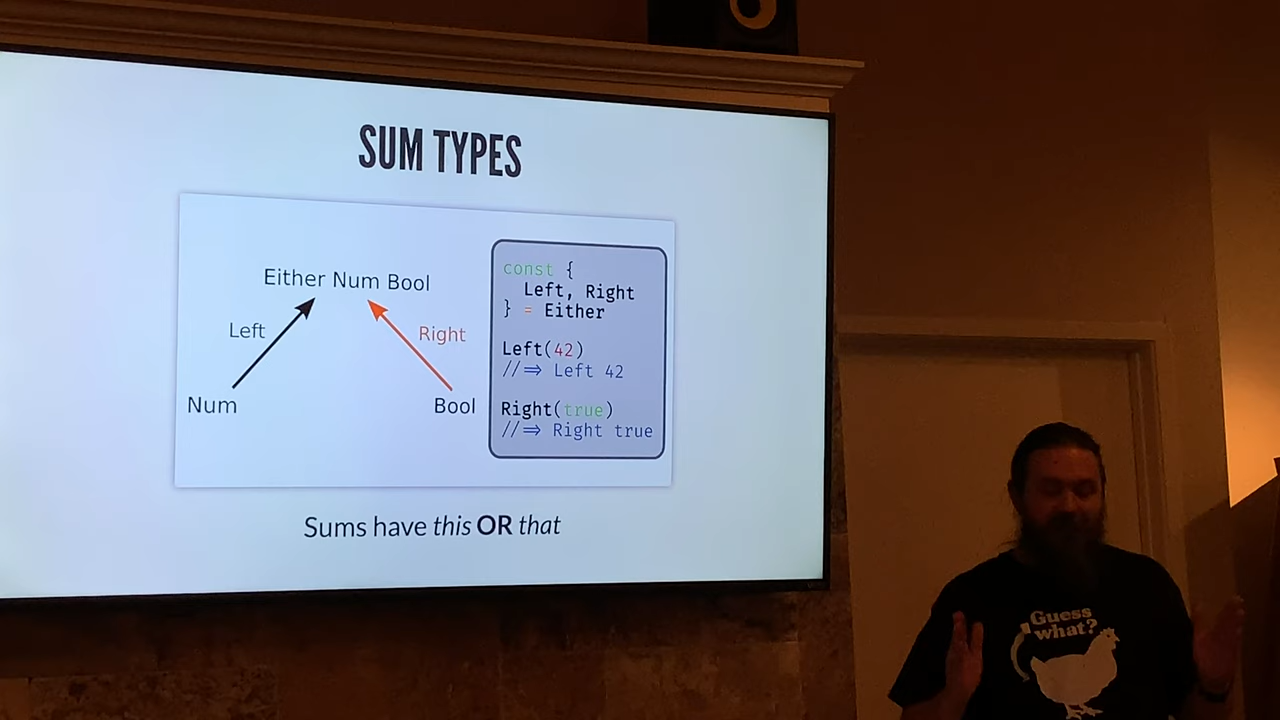 SUM TYPES
Either Num Bool
Left
Right
Num
Bool
const {
Left, Right
} = Either
Left(42)
//⇒ Left 42
Right(true)
//⇒ Right true
Sums have this OR that
Guess
what?